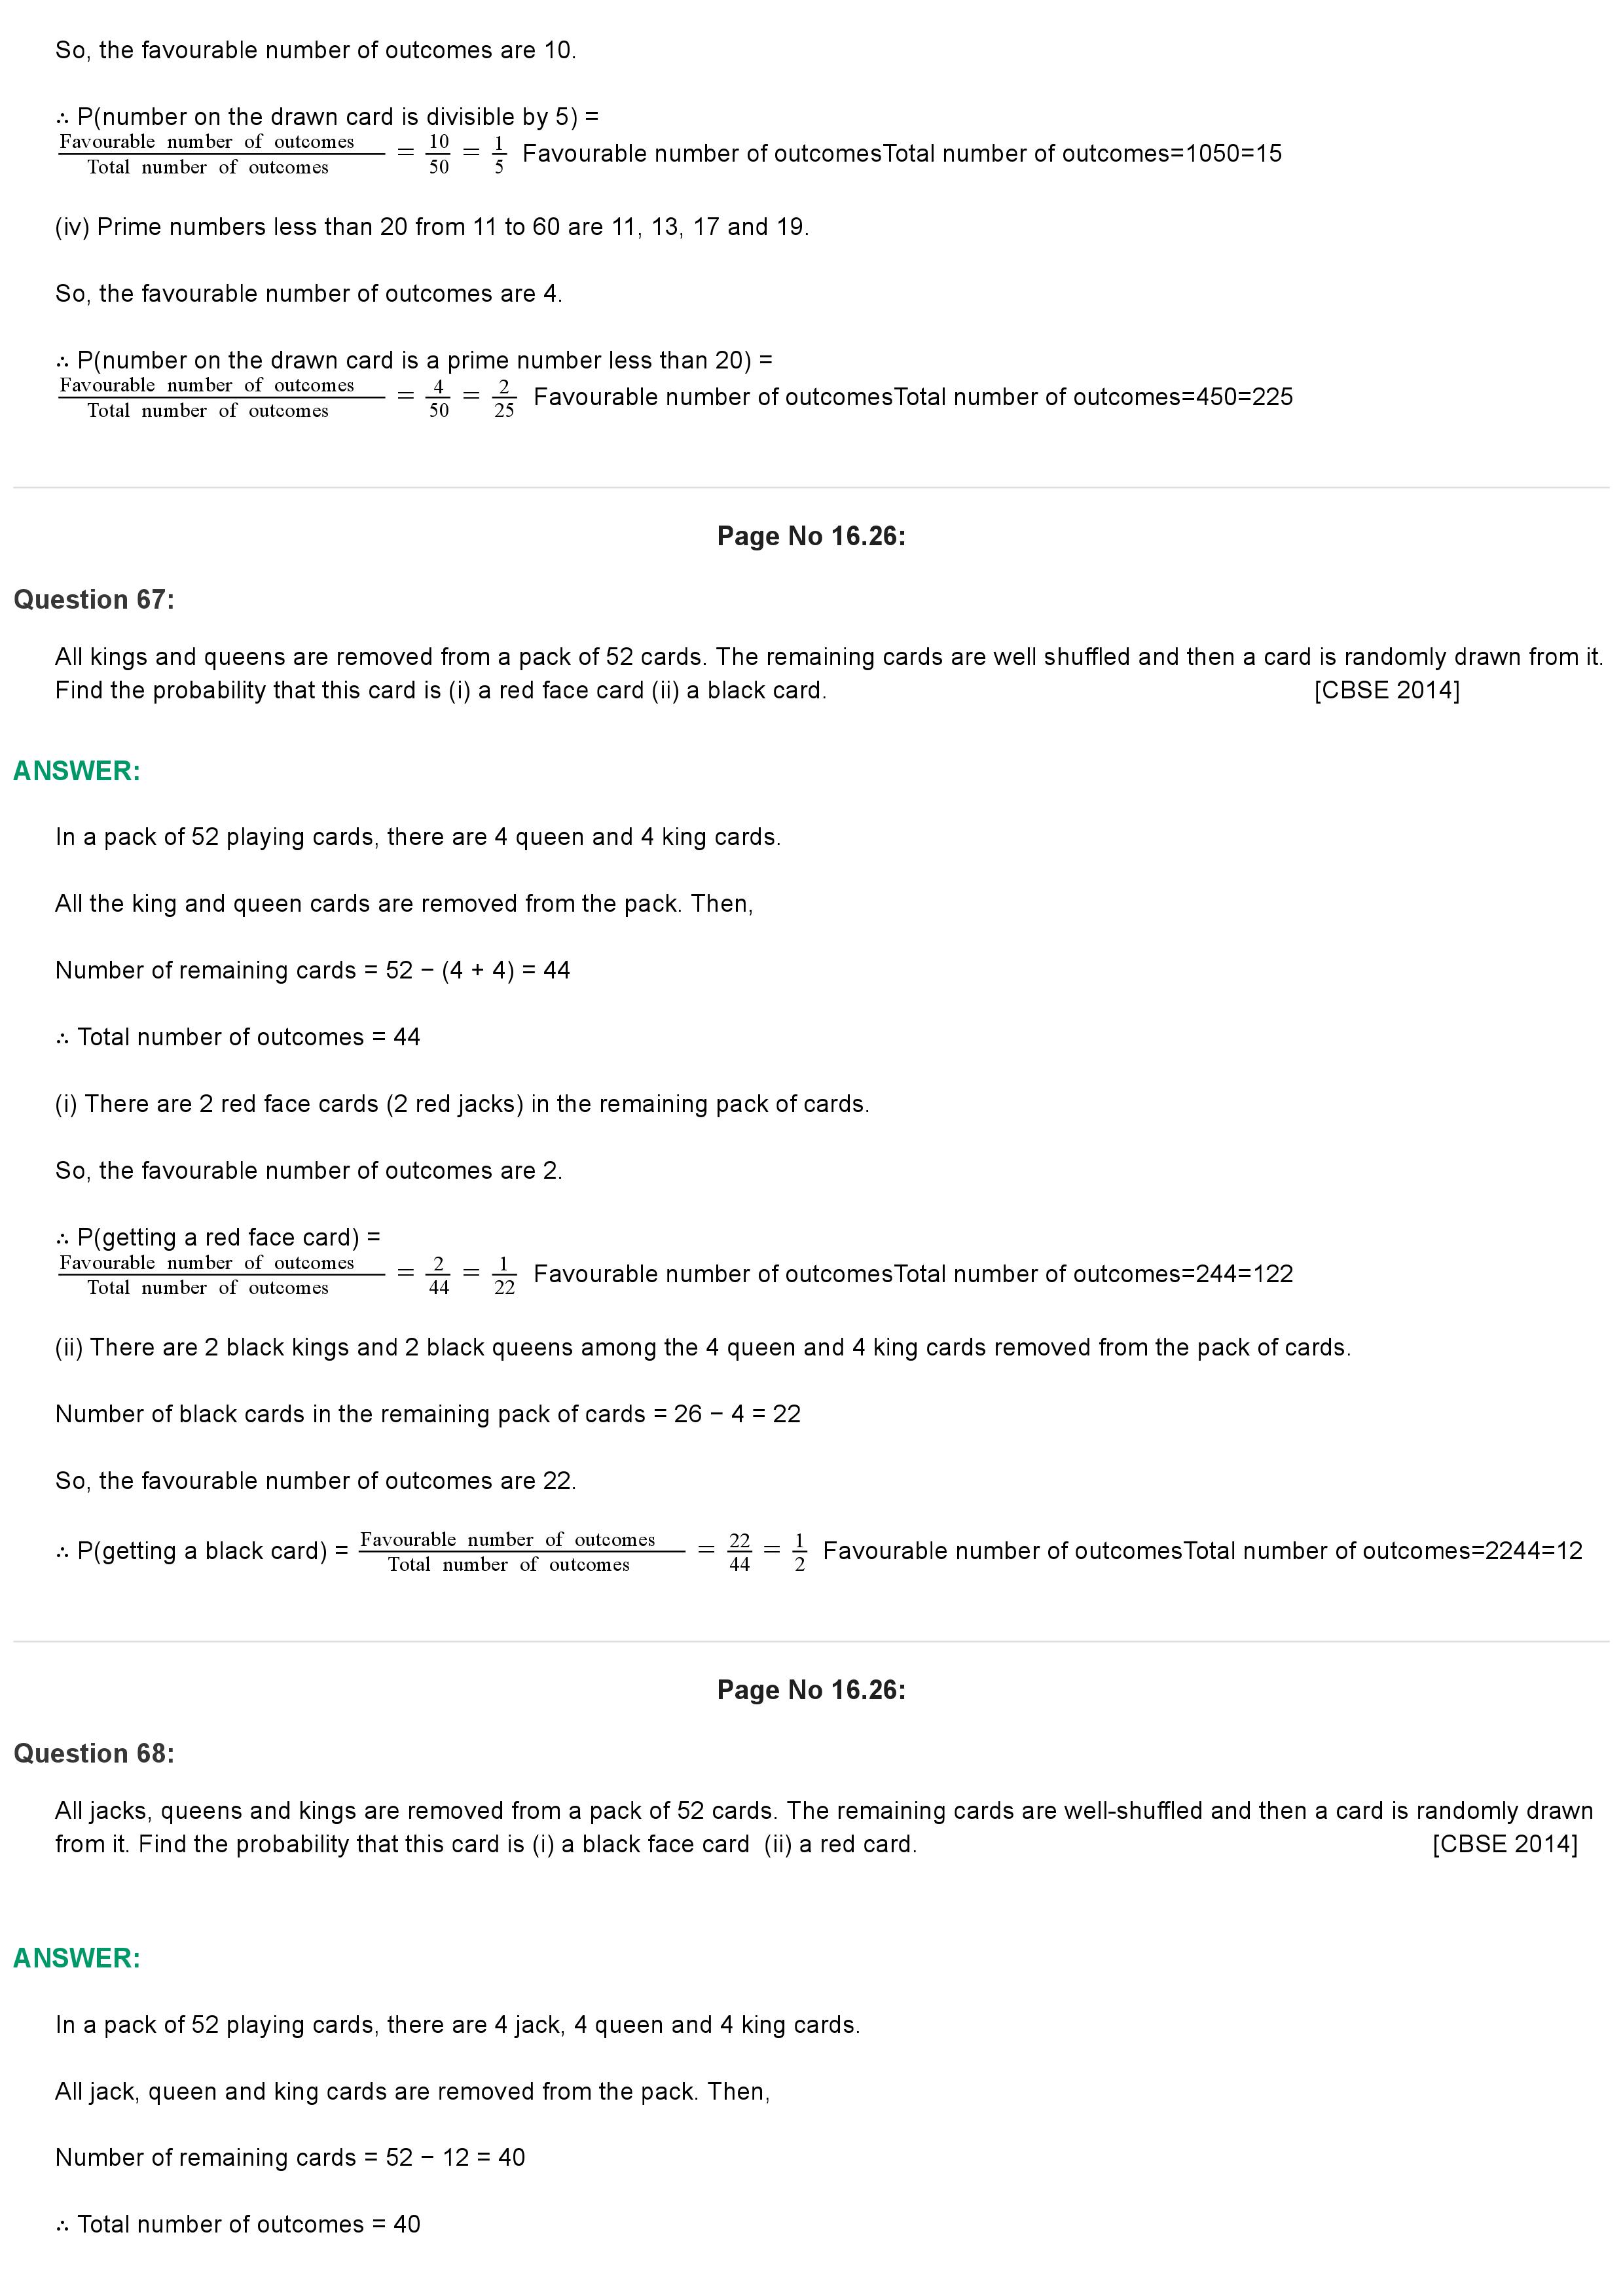 So, the favourable number of outcomes are 10.
∴ P(number on the drawn card is divisible by 5) =
Favourable number of outcomes / Total number of outcomes = 10/50 = 1/5 Favourable number of outcomesTotal number of outcomes=1050=15
(iv) Prime numbers less than 20 from 11 to 60 are 11, 13, 17 and 19.
So, the favourable number of outcomes are 4.
∴ P(number on the drawn card is a prime number less than 20) =
Favourable number of outcomes / Total number of outcomes = 4/50 = 2/25 Favourable number of outcomesTotal number of outcomes=450=225
Page No 16.26:
Question 67:
All kings and queens are removed from a pack of 52 cards. The remaining cards are well shuffled and then a card is randomly drawn from it.
Find the probability that this card is (i) a red face card (ii) a black card. [CBSE 2014]
ANSWER:
In a pack of 52 playing cards, there are 4 queen and 4 king cards.
All the king and queen cards are removed from the pack. Then,
Number of remaining cards = 52 − (4 + 4) = 44
∴ Total number of outcomes = 44
(i) There are 2 red face cards (2 red jacks) in the remaining pack of cards.
So, the favourable number of outcomes are 2.
∴ P(getting a red face card) =
Favourable number of outcomes / Total number of outcomes = 2/44 = 1/22 Favourable number of outcomesTotal number of outcomes=244=122
(ii) There are 2 black kings and 2 black queens among the 4 queen and 4 king cards removed from the pack of cards.
Number of black cards in the remaining pack of cards = 26 − 4 = 22
So, the favourable number of outcomes are 22.
∴ P(getting a black card) = Favourable number of outcomes / Total number of outcomes = 22/44 = 1/2 Favourable number of outcomesTotal number of outcomes=2244=12
Page No 16.26:
Question 68:
All jacks, queens and kings are removed from a pack of 52 cards. The remaining cards are well-shuffled and then a card is randomly drawn
from it. Find the probability that this card is (i) a black face card (ii) a red card. [CBSE 2014]
ANSWER:
In a pack of 52 playing cards, there are 4 jack, 4 queen and 4 king cards.
All jack, queen and king cards are removed from the pack. Then,
Number of remaining cards = 52 − 12 = 40
∴ Total number of outcomes = 40